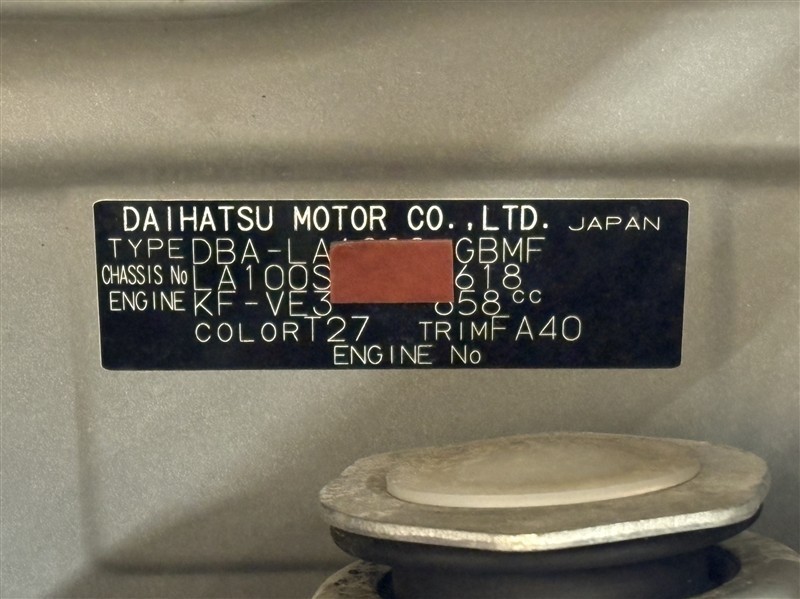 DAIHATSU MOTOR CO.,LTD. JAPAN
TYPE DBA-LA GBMF
CHASSIS No LA100S 618
ENGINE KF-VE3 658 CC
COLOR T27 TRIM FA40
ENGINE No